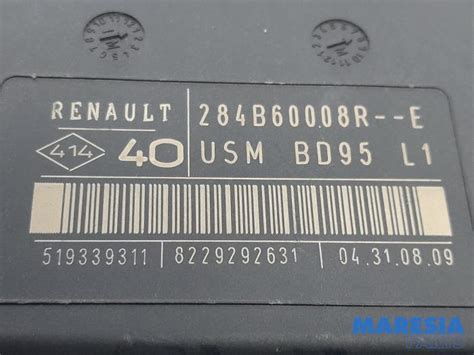 RENAULT 284B60008R--E
414 40 USM BD95 L1
519339311 8229292631 04.31.08.09
MARESIA